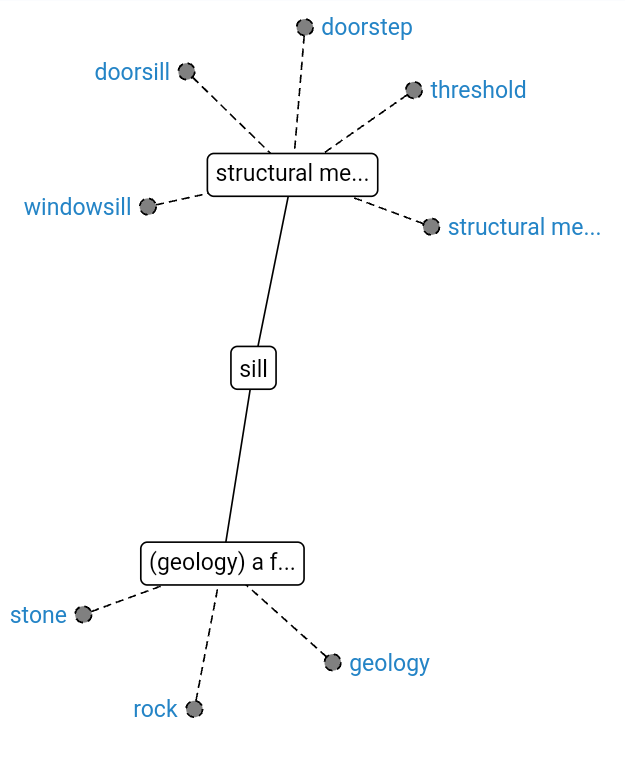 doorstep
doorsill
threshold
structural me...
windowsill
structural me...
sill
(geology) a f...
stone
geology
rock